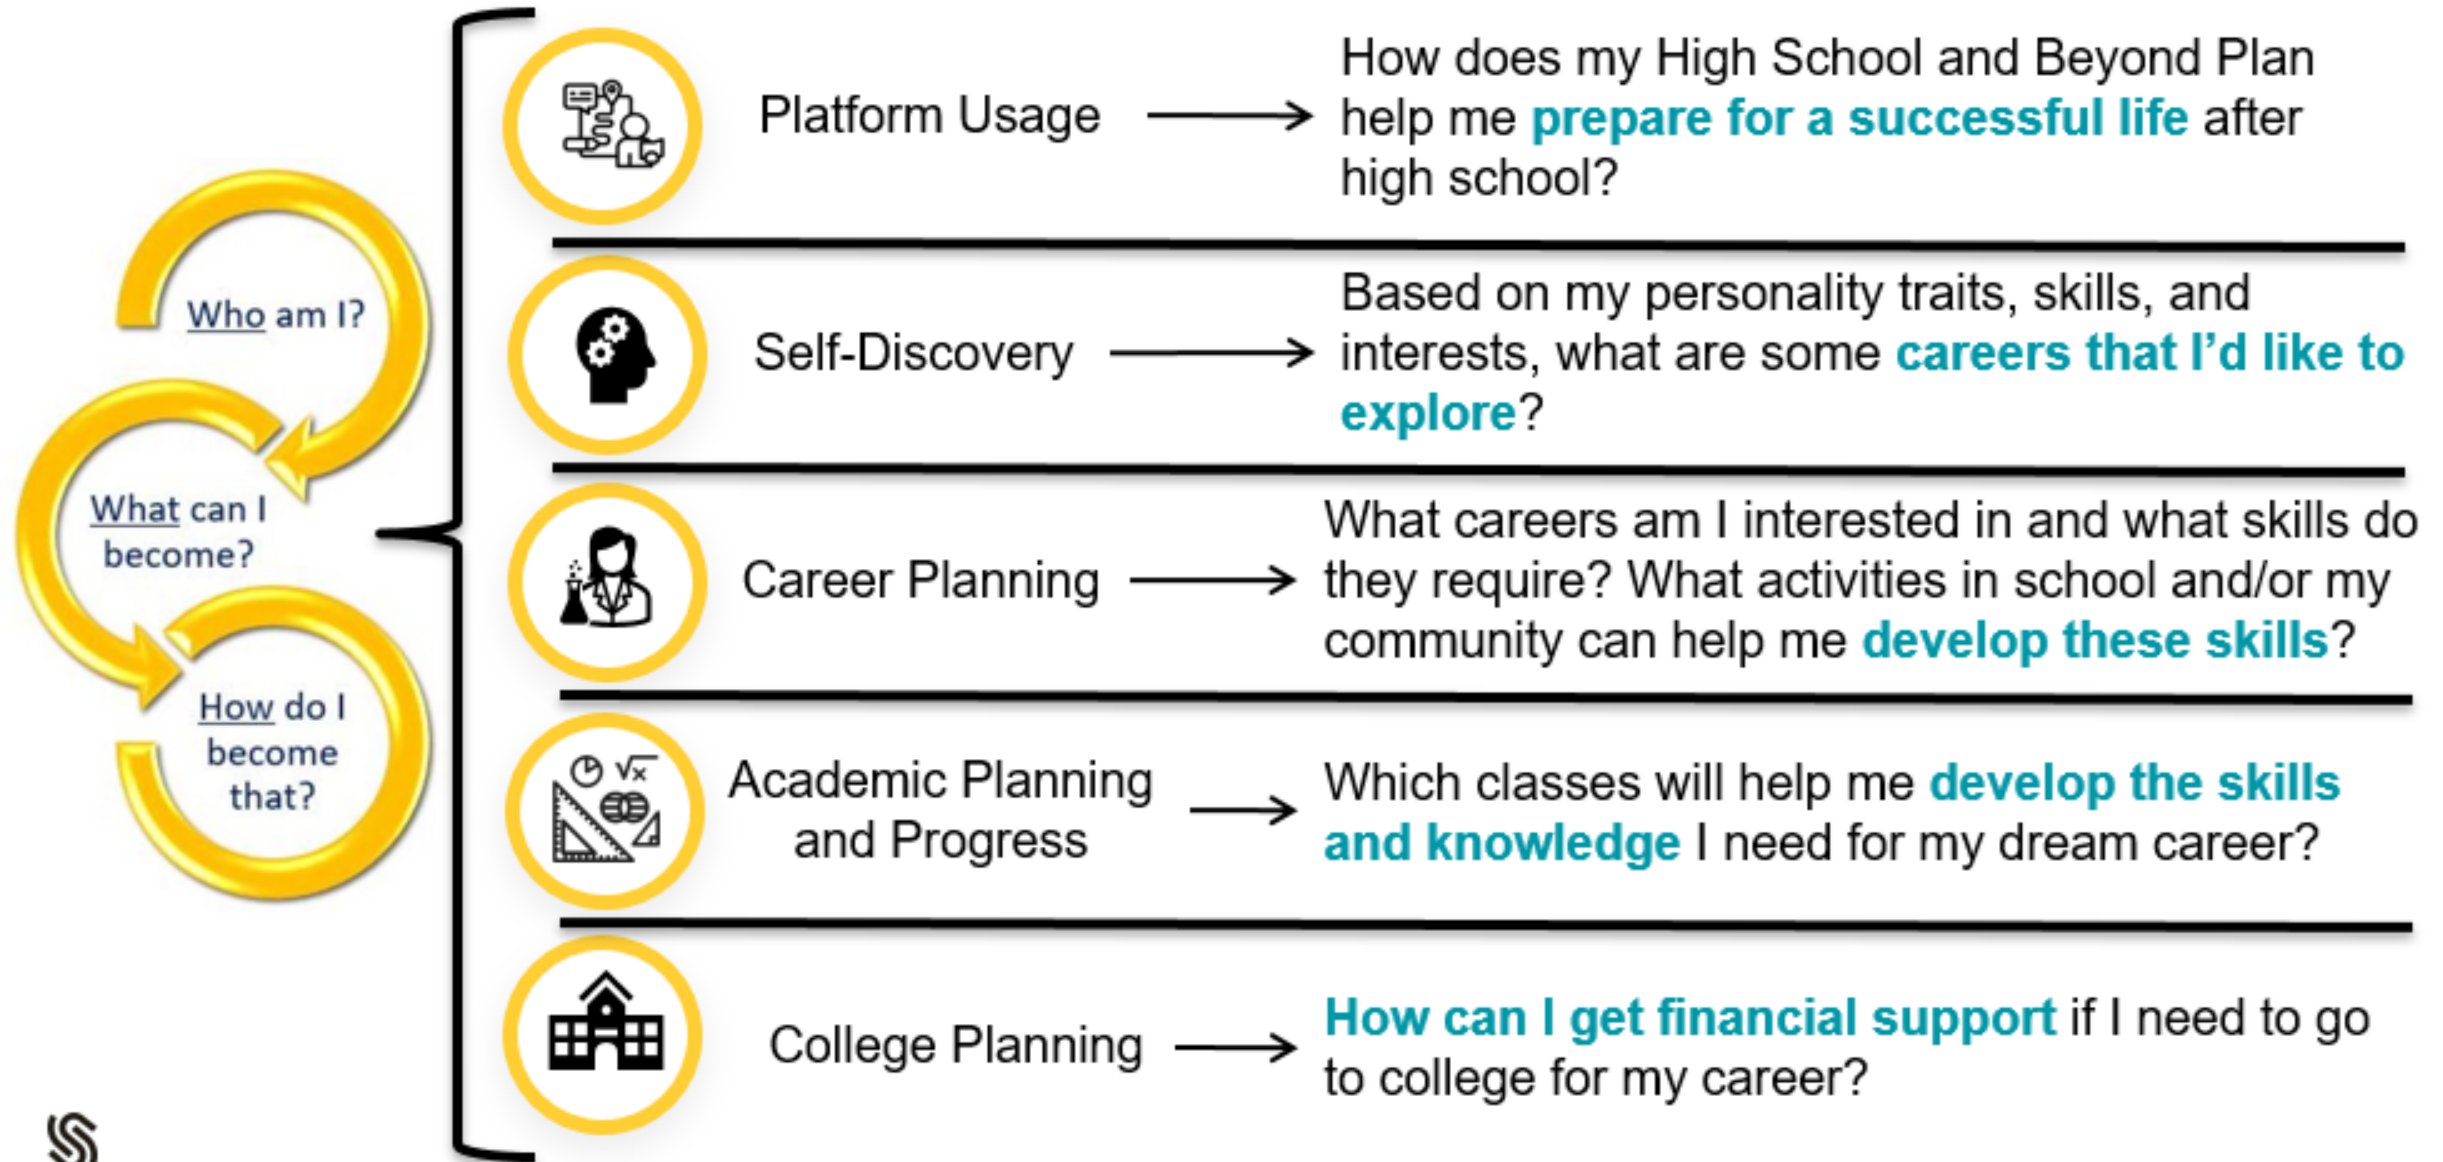 Who am I?
What can I
become?
How do I
become
that?
Platform Usage
How does my High School and Beyond Plan
help me prepare for a successful life after
high school?
Self-Discovery
Based on my personality traits, skills, and
interests, what are some careers that I’d like to
explore?
Career Planning
What careers am I interested in and what skills do
they require? What activities in school and/or my
community can help me develop these skills?
√x
Academic Planning
and Progress
Which classes will help me develop the skills
and knowledge I need for my dream career?
College Planning
How can I get financial support if I need to go
to college for my career?